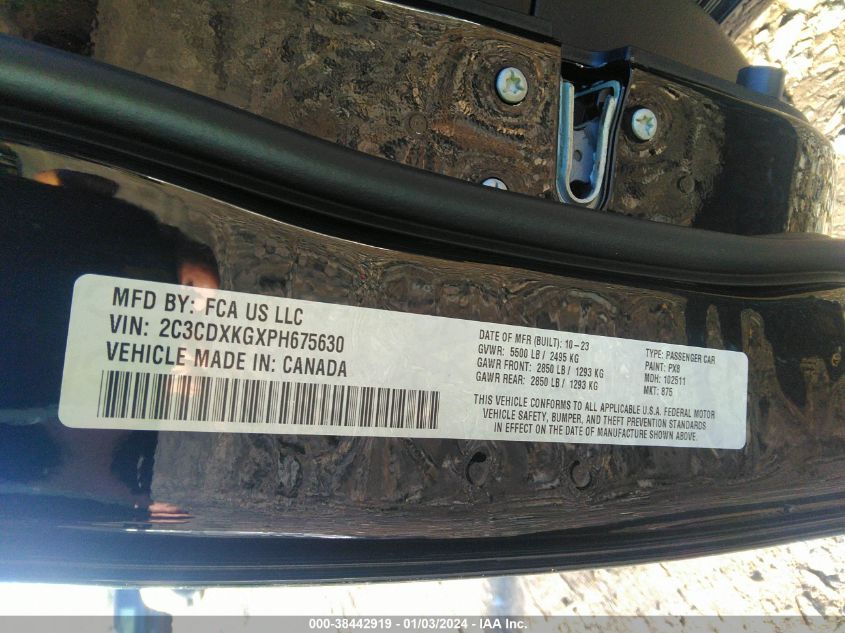 MFD BY: FCA US LLC
VIN: 2C3CDXKGXPH675630
VEHICLE MADE IN: CANADA
DATE OF MFR (BUILT): 10-23
GVWR: 5500 LB / 2495 KG
GAWR FRONT: 2850 LB / 1293 KG
GAWR REAR: 2850 LB / 1293 KG
TYPE: PASSENGER CAR
PAINT: PX8
MDH: 102511
MKT: 875
THIS VEHICLE CONFORMS TO ALL APPLICABLE U.S.A. FEDERAL MOTOR
VEHICLE SAFETY, BUMPER, AND THEFT PREVENTION STANDARDS
IN EFFECT ON THE DATE OF MANUFACTURE SHOWN ABOVE.
000-38442919 - 01/03/2024 - IAA Inc.